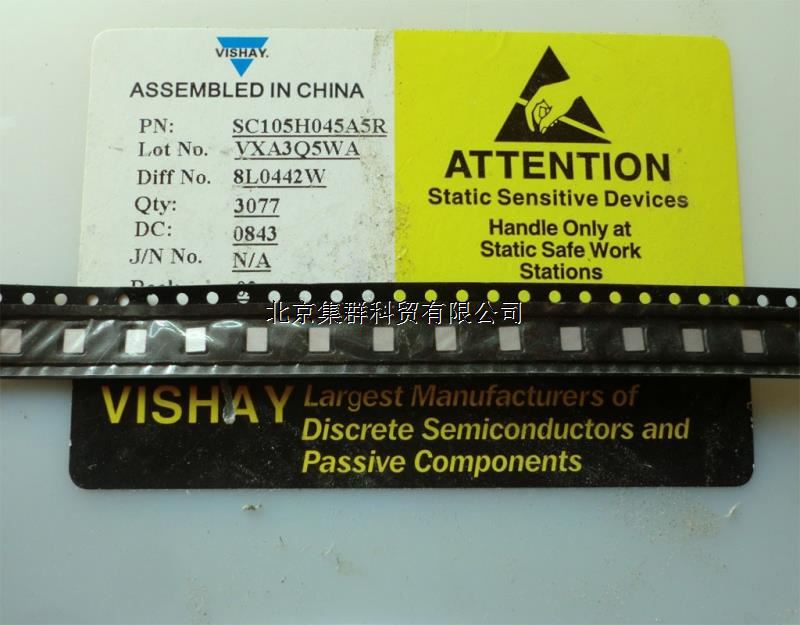 VISHAY.
ASSEMBLED IN CHINA
PN: SC105H045A5R
Lot No. VXA3Q5WA
Diff No. 8L0442W
Qty: 3077
DC: 0843
J/N No. N/A
ATTENTION
Static Sensitive Devices
Handle Only at
Static Safe Work
Stations
北京集群科贸有限公司
VISHAY
Largest Manufacturers of
Discrete Semiconductors and
Passive Components